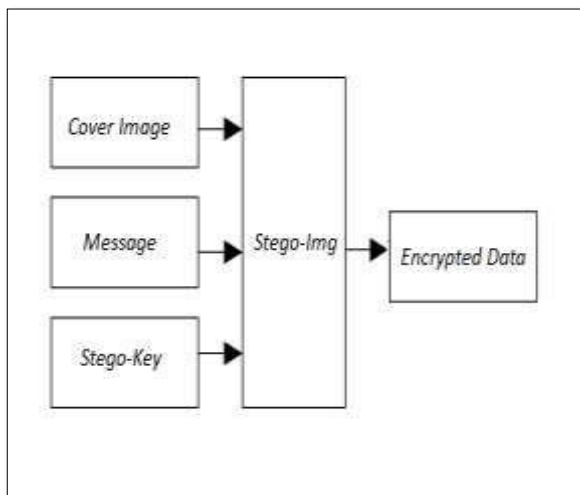 Cover Image
Message
Stego-Key
Stego-Img
Encrypted Data